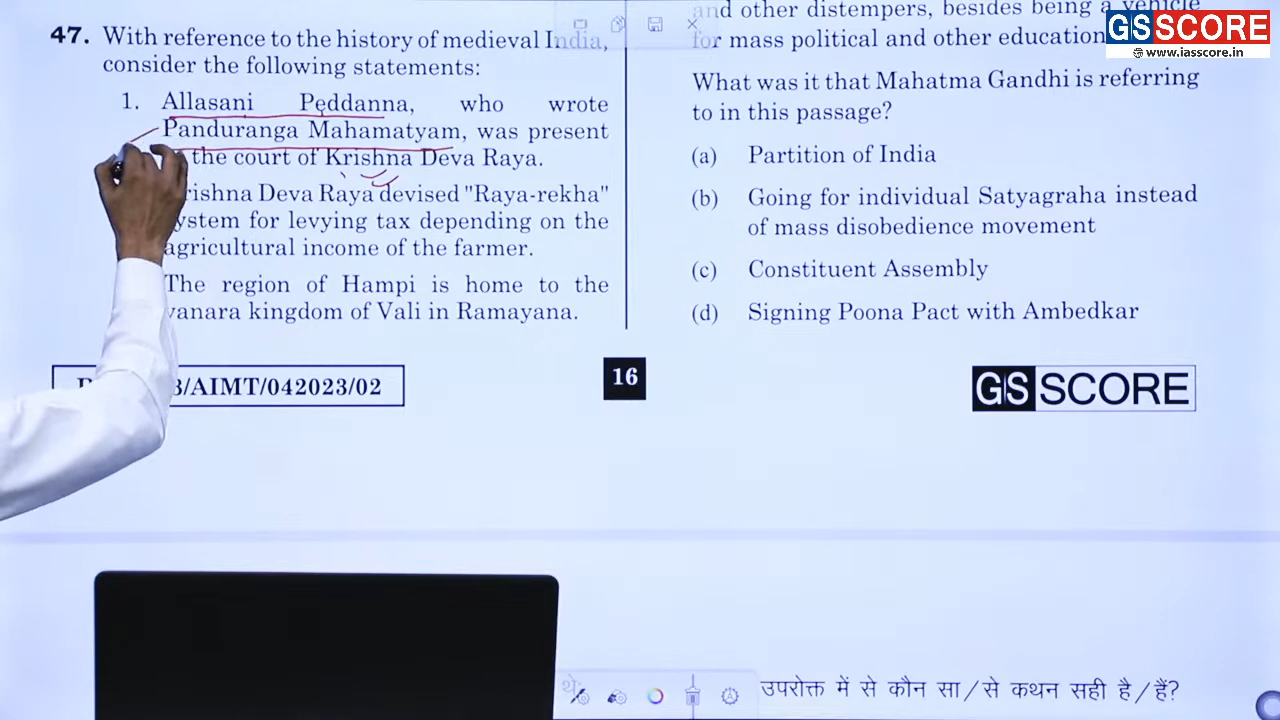 47. With reference to the history of medieval India,
consider the following statements:
1. Allasani Peddanna, who wrote
Panduranga Mahamatyam, was present
the court of Krishna Deva Raya.
Krishna Deva Raya devised "Raya-rekha"
system for levying tax depending on the
agricultural income of the farmer.
The region of Hampi is home to the
vanara kingdom of Vali in Ramayana.
/AIMT/042023/02
16
and other distempers, besides being a vehicle
for mass political and other education
What was it that Mahatma Gandhi is referring
to in this passage?
(a) Partition of India
(b) Going for individual Satyagraha instead
of mass disobedience movement
(c) Constituent Assembly
(d) Signing Poona Pact with Ambedkar
GS SCORE
GSSCORE
www.iasscore.in
उपरोक्त में से कौन सा/से कथन सही है/हैं?